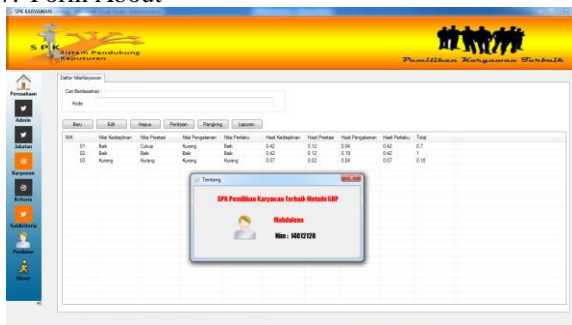 7. Form About
SPK KARYAWAN
S P K
Sistem Pendukung
Keputusan
Pemilihan Karyawan Terbaik
Perusahaan
Admin
Jabatan
Karyawan
Kriteria
SubKriteria
Penilaian
About
Daftar NilaiKaryawan
Cari Berdasarkan
Kode
Baru Edit Hapus Penilaian Rangking Laporan
NIK Nilai Kedisiplinan Nilai Prestasi Nilai Pengalaman Nilai Perilaku Hasil Kedisiplinan Hasil Prestasi Hasil Pengalaman Hasil Perilaku Total
01 Baik Cukup Kurang Baik 0.42 0.12 0.04 0.42 0.7
02 Baik Baik Baik Baik 0.42 0.12 0.19 0.42 1
03 Kurang Kurang Kurang Kurang 0.07 0.02 0.04 0.07 0.18
Tentang
SPK Pemilihan Karyawan Terbaik Metode AHP
Mahdalena
Nim : 14012126